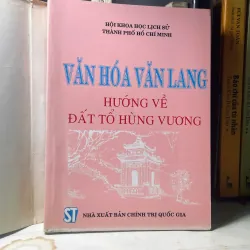 HỘI KHOA HỌC LỊCH SỬ
THÀNH PHỐ HỒ CHÍ MINH
VĂN HÓA VĂN LANG
HƯỚNG VỀ
ĐẤT TỔ HÙNG VƯƠNG
ST
NHÀ XUẤT BẢN CHÍNH TRỊ QUỐC GIA